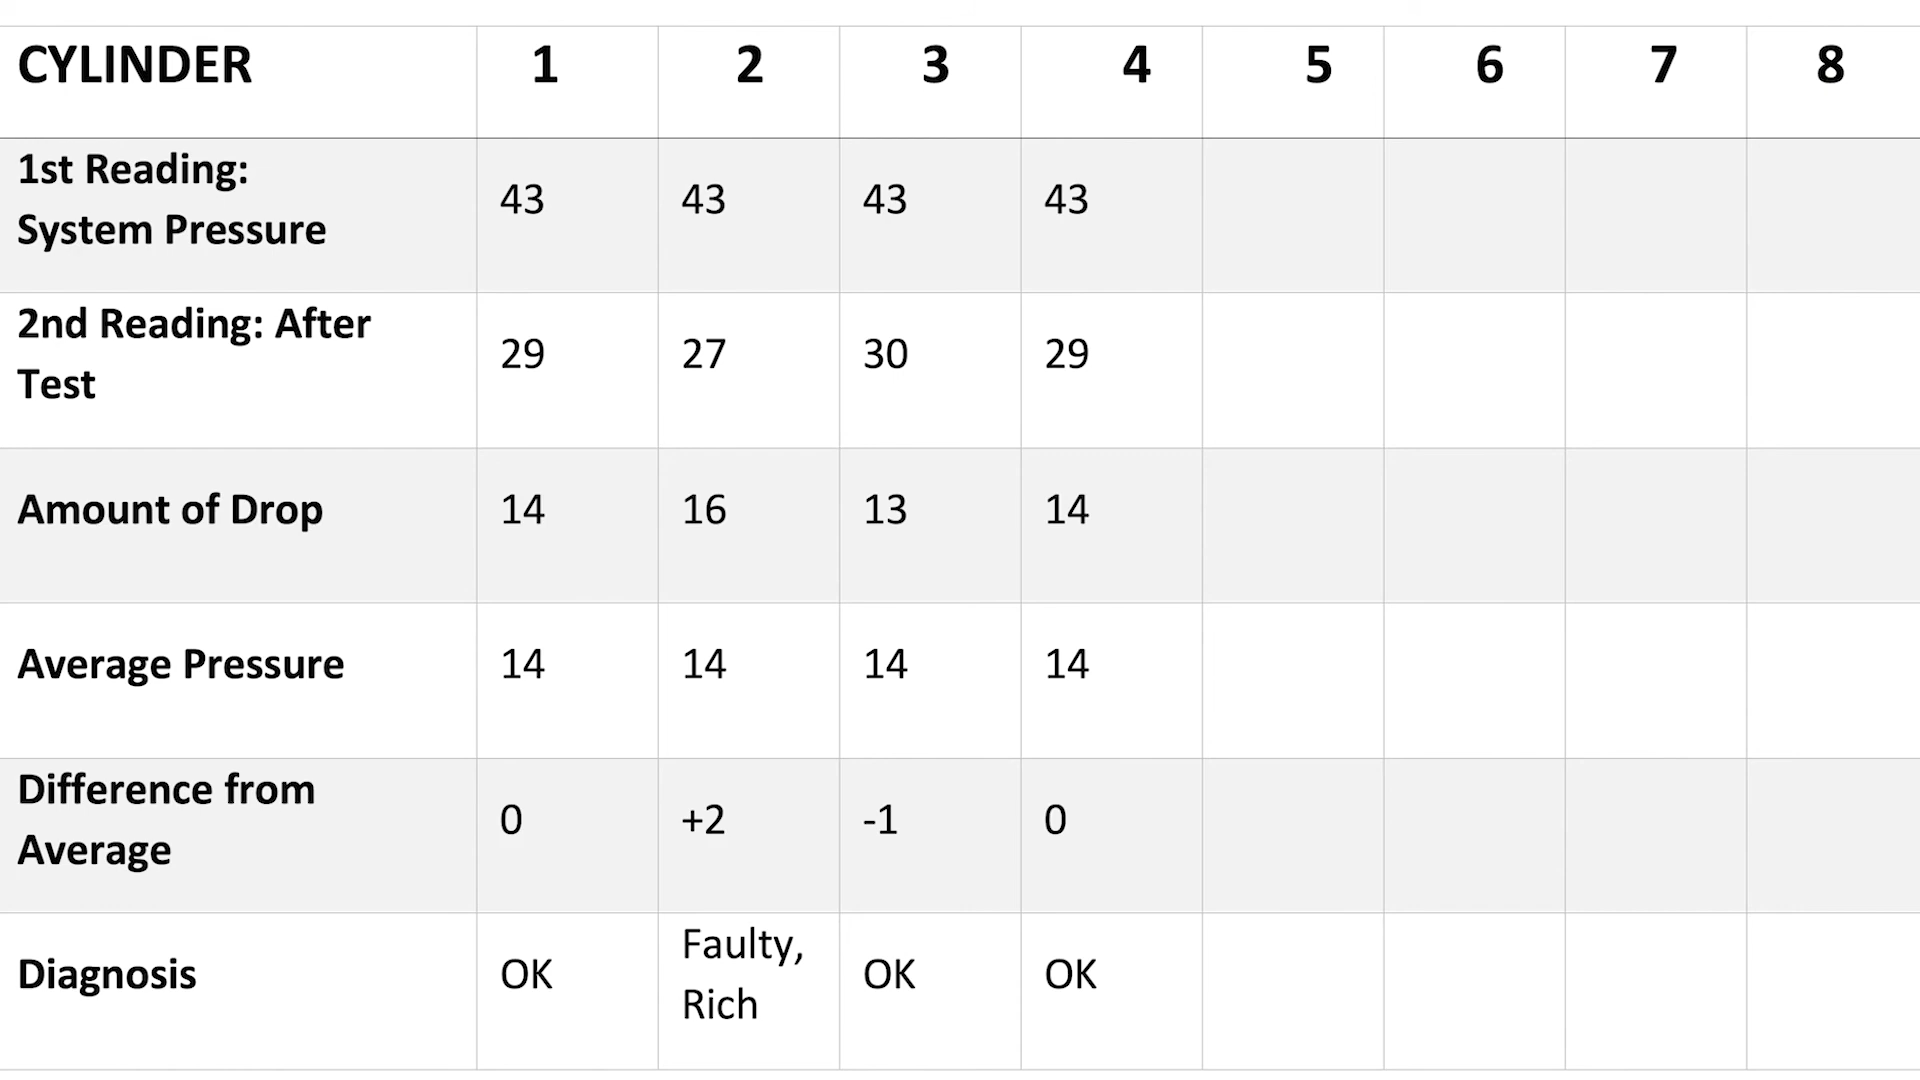 CYLINDER 1 2 3 4 5 6 7 8
1st Reading:
System Pressure
43 43 43 43
2nd Reading: After
Test
29 27 30 29
Amount of Drop 14 16 13 14
Average Pressure 14 14 14 14
Difference from
Average
0 +2 -1 0
Diagnosis OK Faulty,
Rich
OK OK